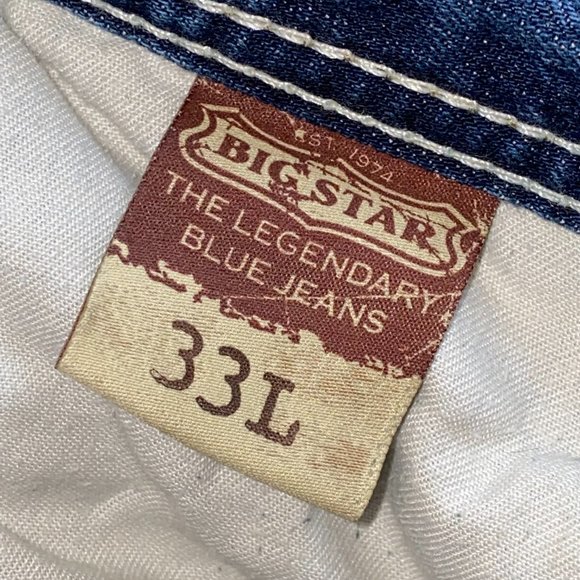 EST. 1974
BIG STAR
THE LEGENDARY
BLUE JEANS
33L